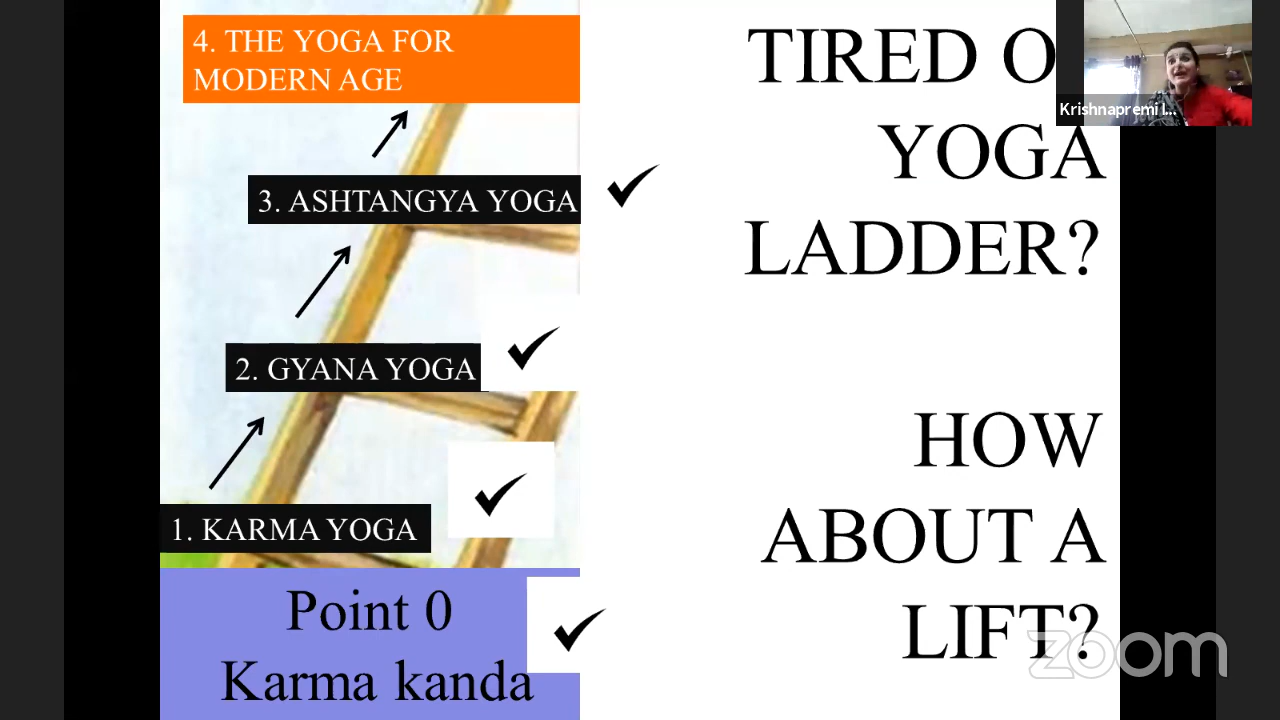 4. THE YOGA FOR
MODERN AGE
3. ASHTANGYA YOGA
2. GYANA YOGA
1. KARMA YOGA
Point 0
Karma kanda
TIRED O
YOGA
LADDER?
HOW
ABOUT A
LIFT?
Krishnapremi I...
zoom